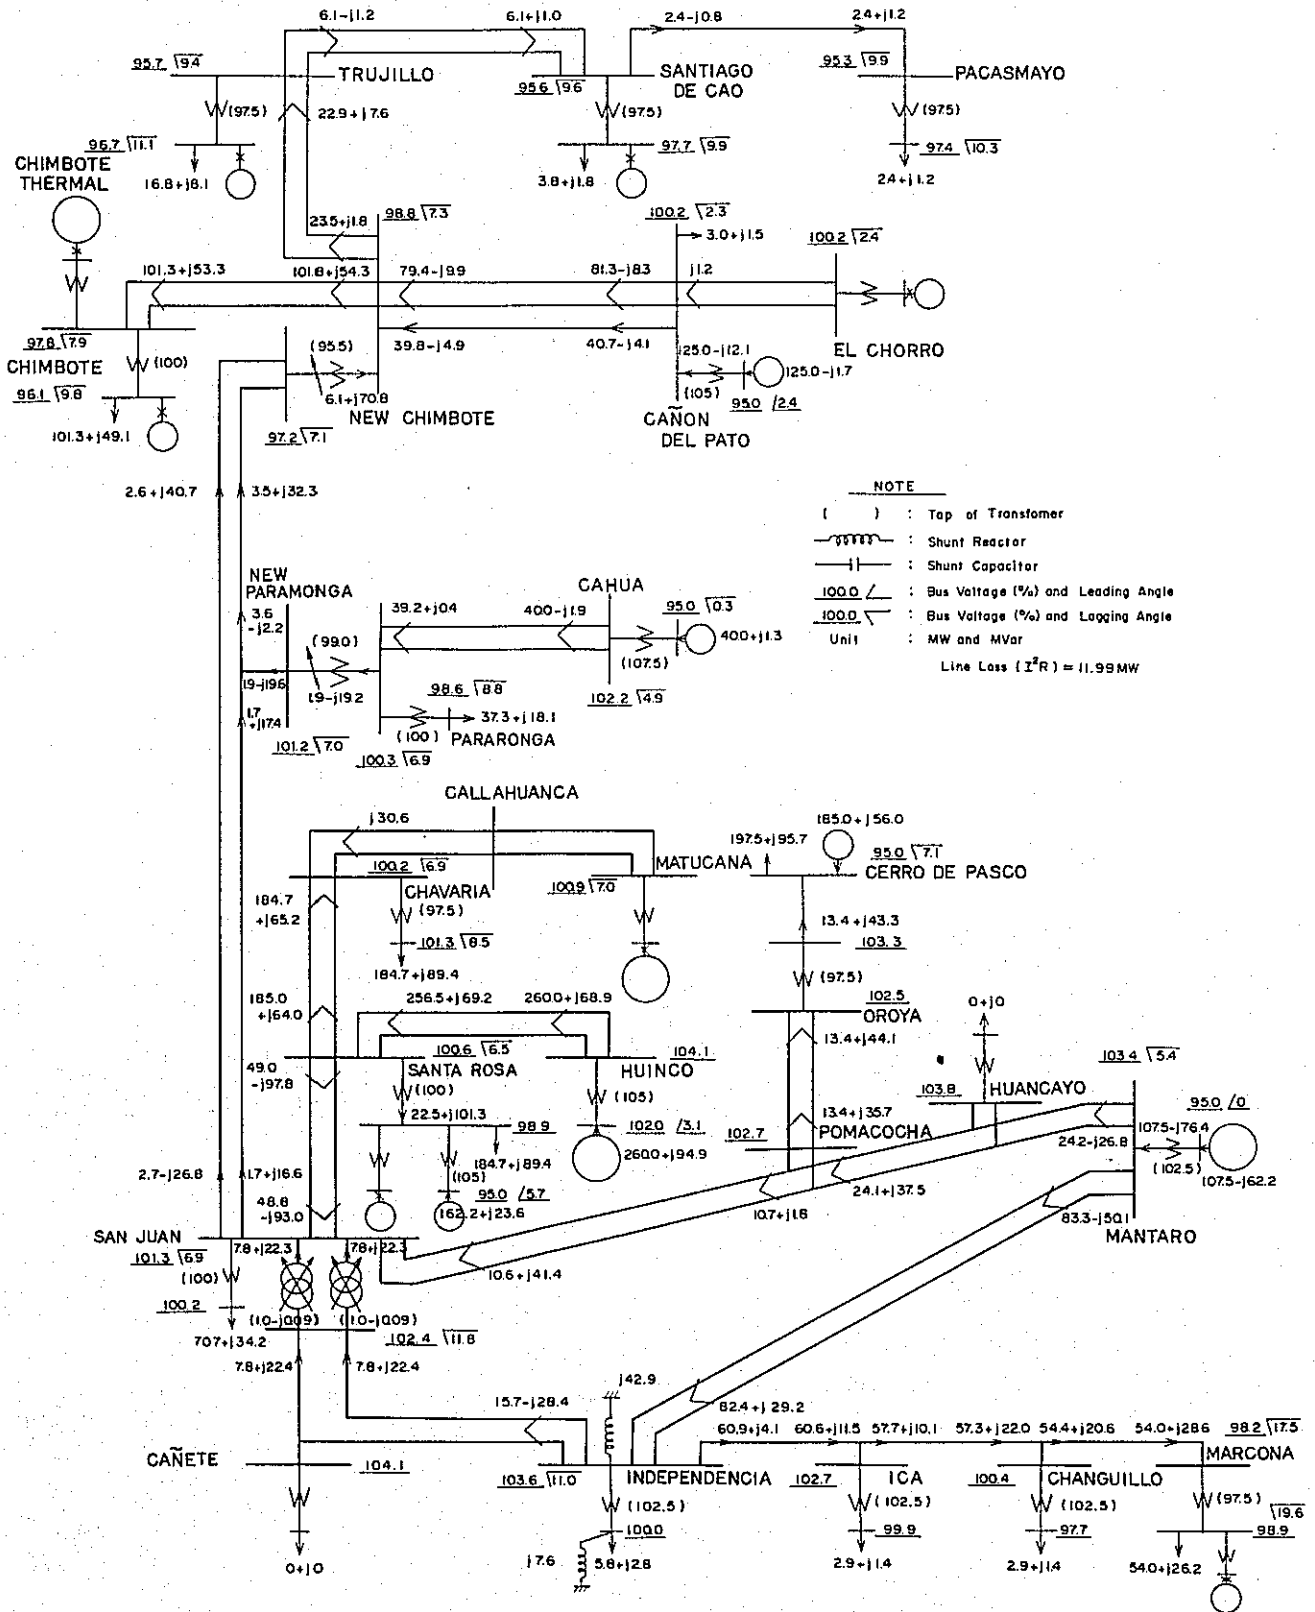 6.1-j1.2
6.1+j1.0
2.4-j0.8
2.4+j1.2
95.7 9.4
TRUJILLO
95.6 9.6
SANTIAGO
DE CAO
95.3 9.9
PACASMAYO
(97.5)
22.9+j7.6
(97.5)
(97.5)
96.7 11.1
97.7 9.9
97.4 10.3
CHIMBOTE
THERMAL
16.8+j8.1
3.8+j1.8
2.4+j1.2
98.8 7.3
100.2 2.3
23.5+j1.8
3.0+j1.5
100.2 2.4
101.3+j53.3
101.8+j54.3
79.4-j9.9
81.3-j8.3
j1.2
97.8 7.9
(100)
(95.5)
39.8-j4.9
40.7-j4.1
EL CHORRO
CHIMBOTE
125.0-j12.1
125.0-j1.7
96.1 9.8
6.1+j70.8
(105)
95.0 /2.4
NEW CHIMBOTE
CAÑON
DEL PATO
101.3+j49.1
97.2 7.1
2.6+j40.7
3.5+j32.3
NOTE
( ) : Tap of Transfomer
: Shunt Reactor
: Shunt Capacitor
100.0 : Bus Voltage (%) and Leading Angle
100.0 : Bus Voltage (%) and Lagging Angle
Unit : MW and MVar
Line Loss (I²R) = 11.99MW
NEW
PARAMONGA
CAHUA
3.6
-j2.2
39.2+j0.4
40.0-j1.9
95.0 0.3
(99.0)
40.0+j1.3
(107.5)
1.9-j19.6
1.9-j19.2
98.6 8.8
102.2 4.9
1.7
+j17.4
37.3+j18.1
(100)
PARARONGA
101.2 7.0
100.3 6.9
CALLAHUANCA
j30.6
185.0+j56.0
197.5+j95.7
95.0 7.1
100.2 6.9
MATUCANA
CERRO DE PASCO
CHAVARIA
100.9 7.0
184.7
+j65.2
(97.5)
13.4+j43.3
101.3 8.5
103.3
184.7+j89.4
(97.5)
185.0
+j64.0
256.5+j69.2
260.0+j68.9
102.5
OROYA
0+j0
13.4+j44.1
100.6 6.5
104.1
103.4 5.4
49.0
-j97.8
SANTA ROSA
HUINCO
(100)
(105)
103.8
HUANCAYO
95.0 /0
22.5+j101.3
13.4+j35.7
107.5-j76.4
98.9
102.0 /3.1
102.7
POMACOCHA
24.2-j26.8
(102.5)
184.7+j89.4
260.0+j94.9
107.5-j62.2
2.7-j26.8
1.7+j16.6
(105)
95.0 /5.7
24.1+j37.5
48.8
-j93.0
162.2+j23.6
10.7+j1.8
83.3-j50.1
SAN JUAN
MANTARO
7.8+j22.3
7.8+j22.3
101.3 6.9
(100)
10.6+j41.4
100.2
(1.0-j0.09)
(1.0-j0.09)
70.7+j34.2
102.4 11.8
7.8+j22.4
7.8+j22.4
j42.9
15.7-j28.4
82.4+j29.2
60.9+j4.1
60.6+j11.5
57.7+j10.1
57.3+j22.0
54.4+j20.6
54.0+j28.6
98.2 17.5
MARCONA
CAÑETE
104.1
103.6 11.0
INDEPENDENCIA
102.7
ICA
100.4
CHANGUILLO
(102.5)
(102.5)
(102.5)
(97.5)
19.6
100.0
99.9
97.7
98.9
j7.6
5.8+j2.8
2.9+j1.4
2.9+j1.4
54.0+j26.2
0+j0